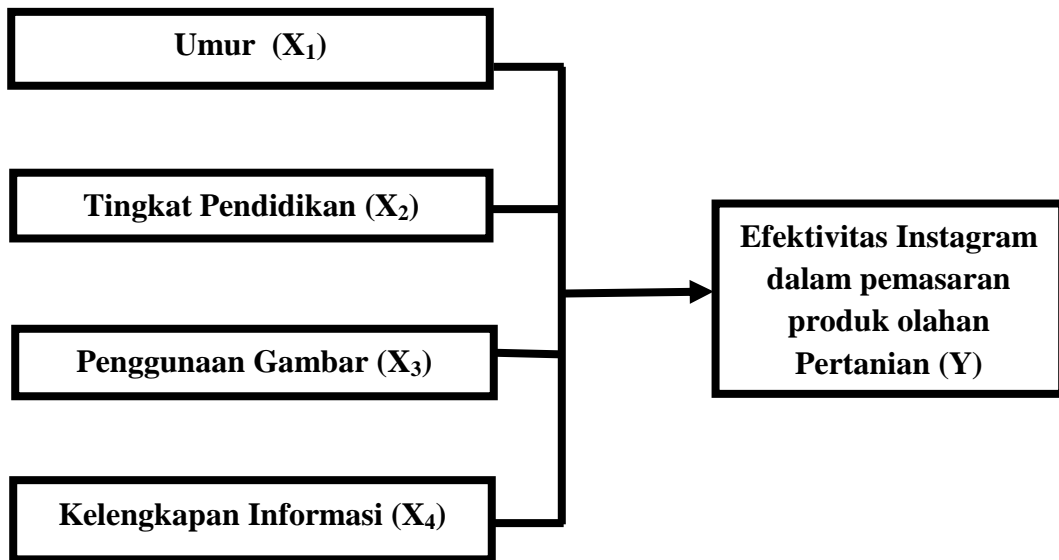 Umur (X₁)
Tingkat Pendidikan (X₂)
Penggunaan Gambar (X₃)
Kelengkapan Informasi (X₄)
Efektivitas Instagram
dalam pemasaran
produk olahan
Pertanian (Y)